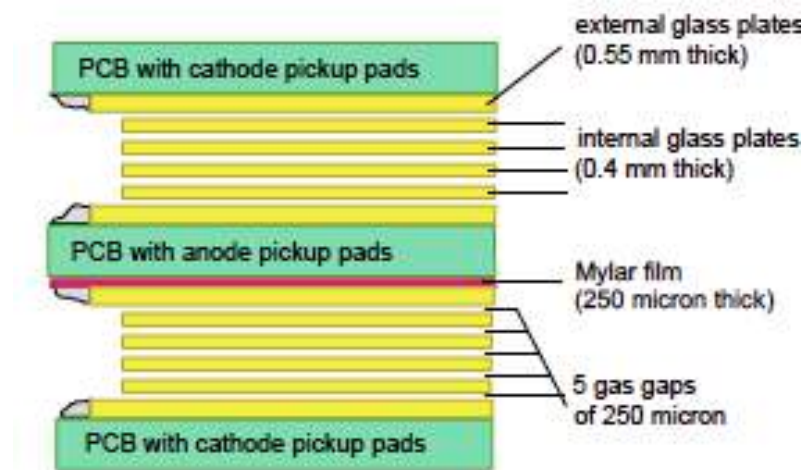 external glass plates
(0.55 mm thick)
PCB with cathode pickup pads
internal glass plates
(0.4 mm thick)
PCB with anode pickup pads
Mylar film
(250 micron thick)
5 gas gaps
of 250 micron
PCB with cathode pickup pads